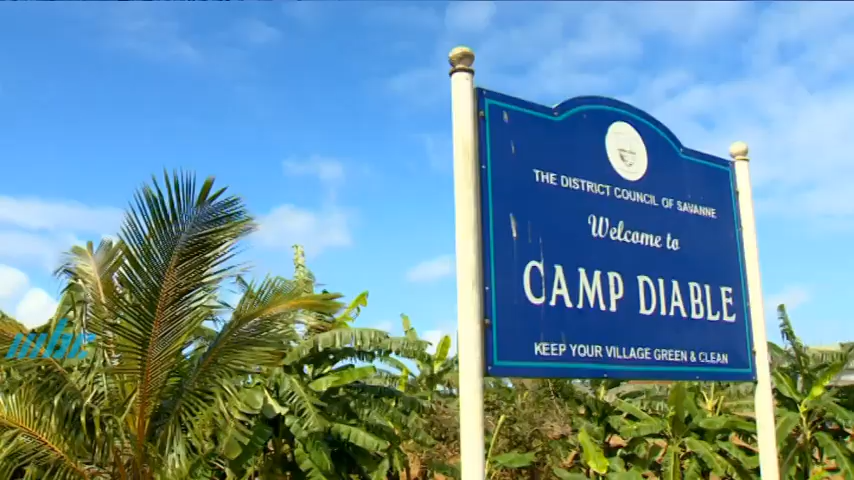 THE DISTRICT COUNCIL OF SAVANNE
Welcome to
CAMP DIABLE
KEEP YOUR VILLAGE GREEN & CLEAN
mbc